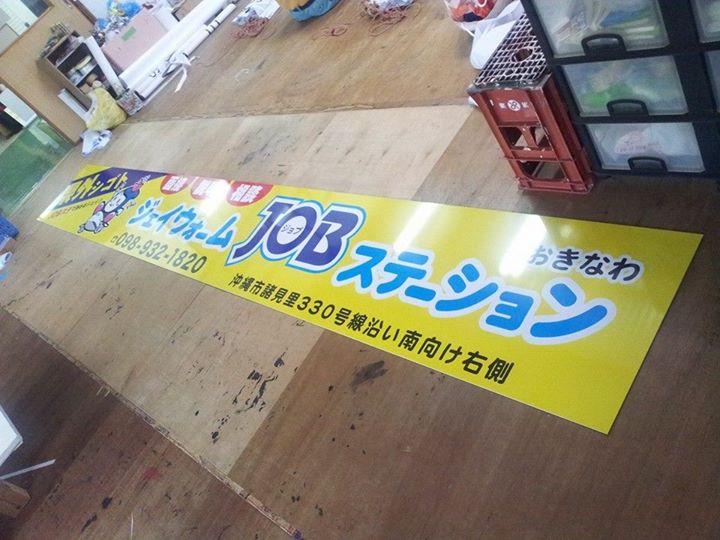 相談
おきなわ
ジェイウォーム JOB ステーション
ジョブ
098-932-1820
沖縄市諸見里330号線沿い南向け右側